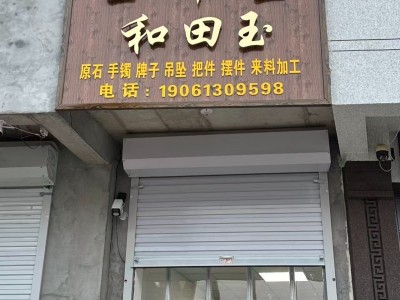 和田玉
原石 手镯 牌子 吊坠 把件 摆件 来料加工
电话:19061309598